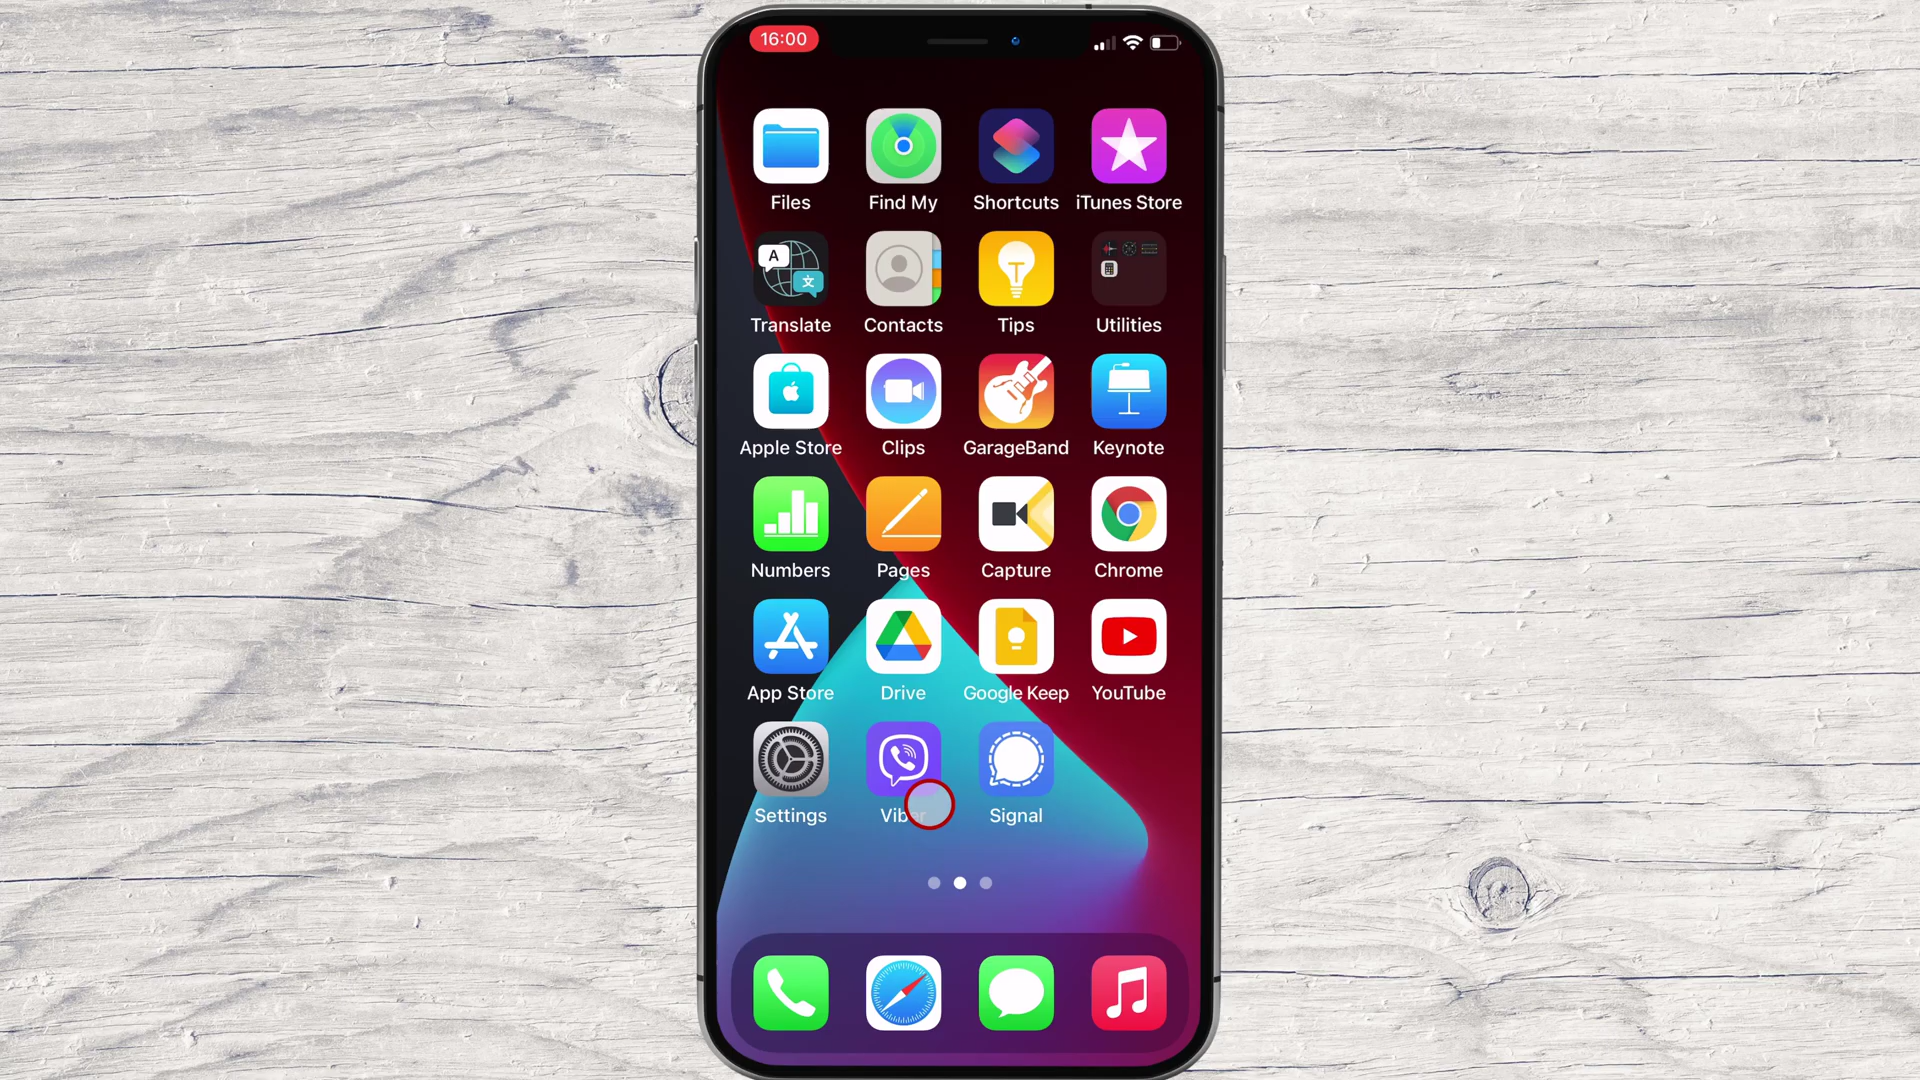 16:00
Files Find My Shortcuts iTunes Store
A 文
Translate Contacts Tips Utilities
Apple Store Clips GarageBand Keynote
Numbers Pages Capture Chrome
App Store Drive Google Keep YouTube
Settings Signal